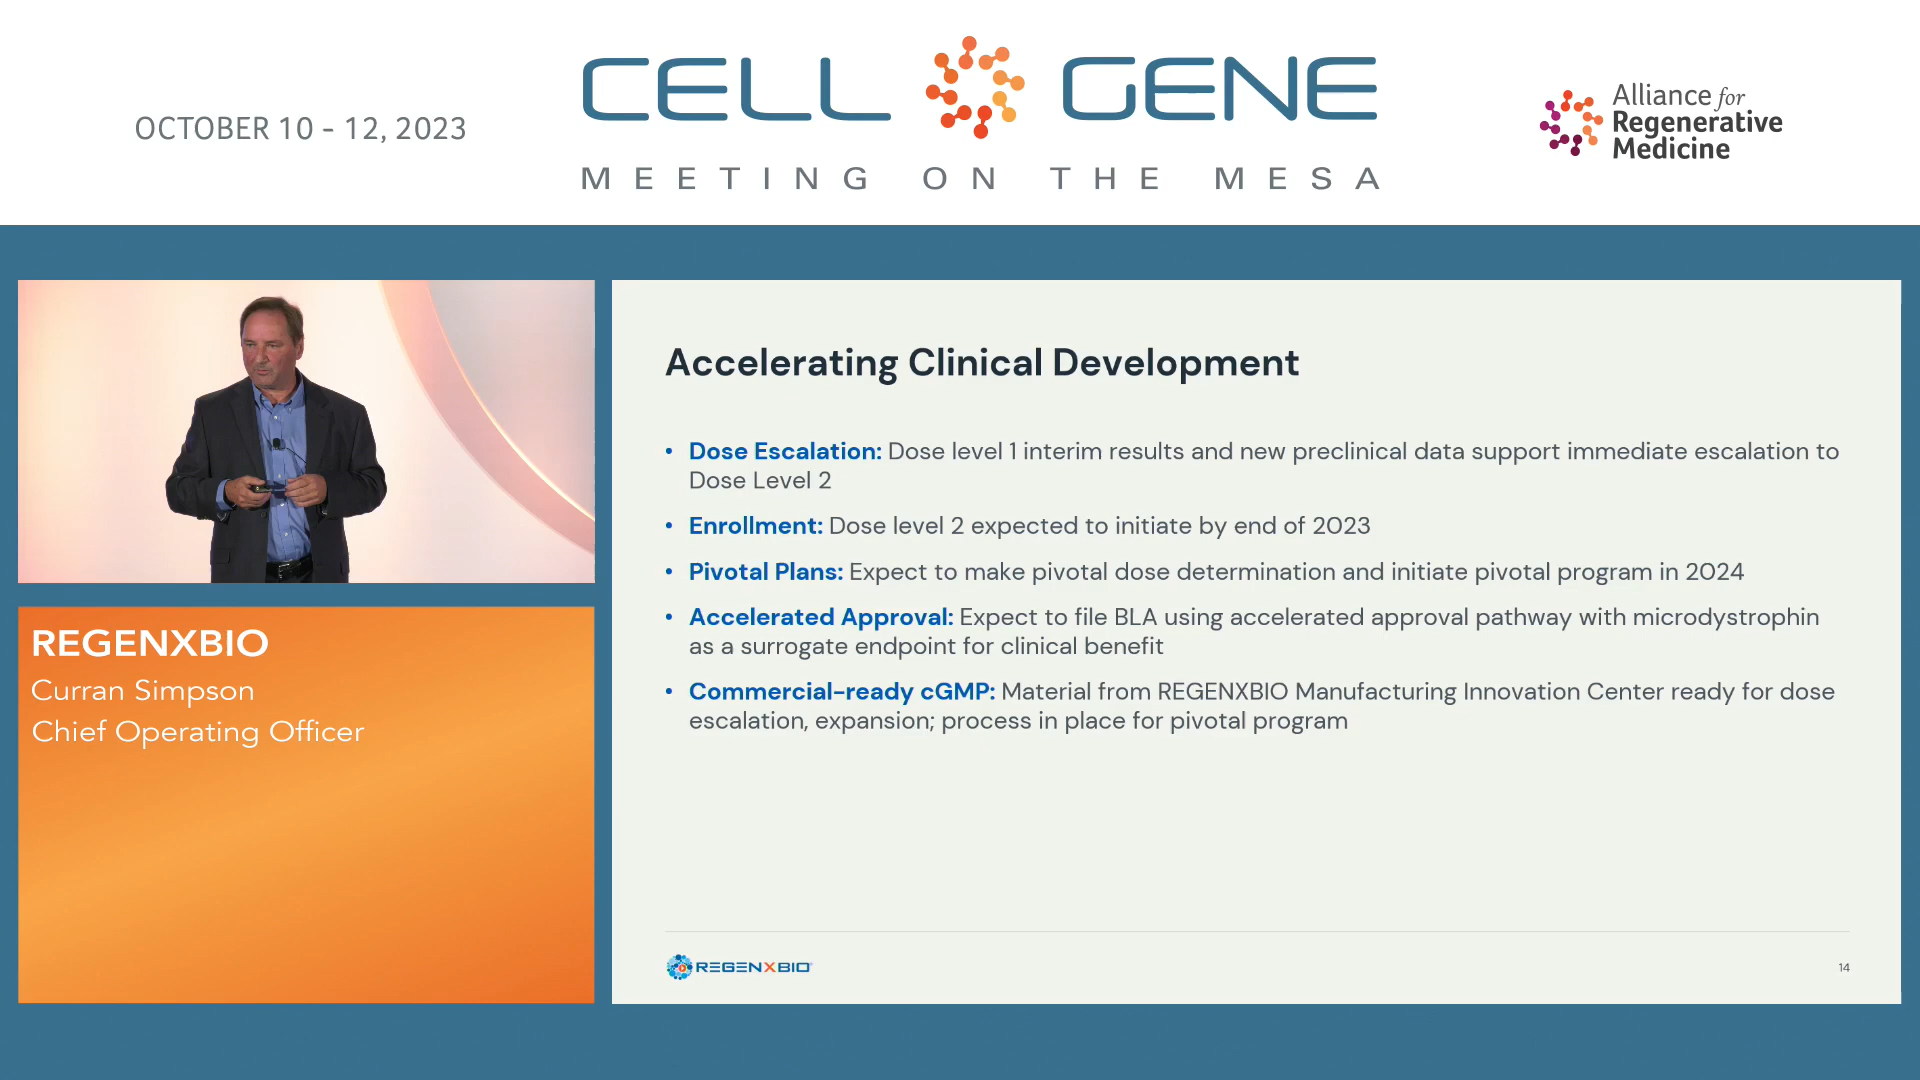 OCTOBER 10 - 12, 2023
CELL GENE
MEETING ON THE MESA
Alliance for
Regenerative
Medicine
REGENXBIO
Curran Simpson
Chief Operating Officer
Accelerating Clinical Development
• Dose Escalation: Dose level 1 interim results and new preclinical data support immediate escalation to
Dose Level 2
• Enrollment: Dose level 2 expected to initiate by end of 2023
• Pivotal Plans: Expect to make pivotal dose determination and initiate pivotal program in 2024
• Accelerated Approval: Expect to file BLA using accelerated approval pathway with microdystrophin
as a surrogate endpoint for clinical benefit
• Commercial-ready cGMP: Material from REGENXBIO Manufacturing Innovation Center ready for dose
escalation, expansion; process in place for pivotal program
REGENXBIO
14